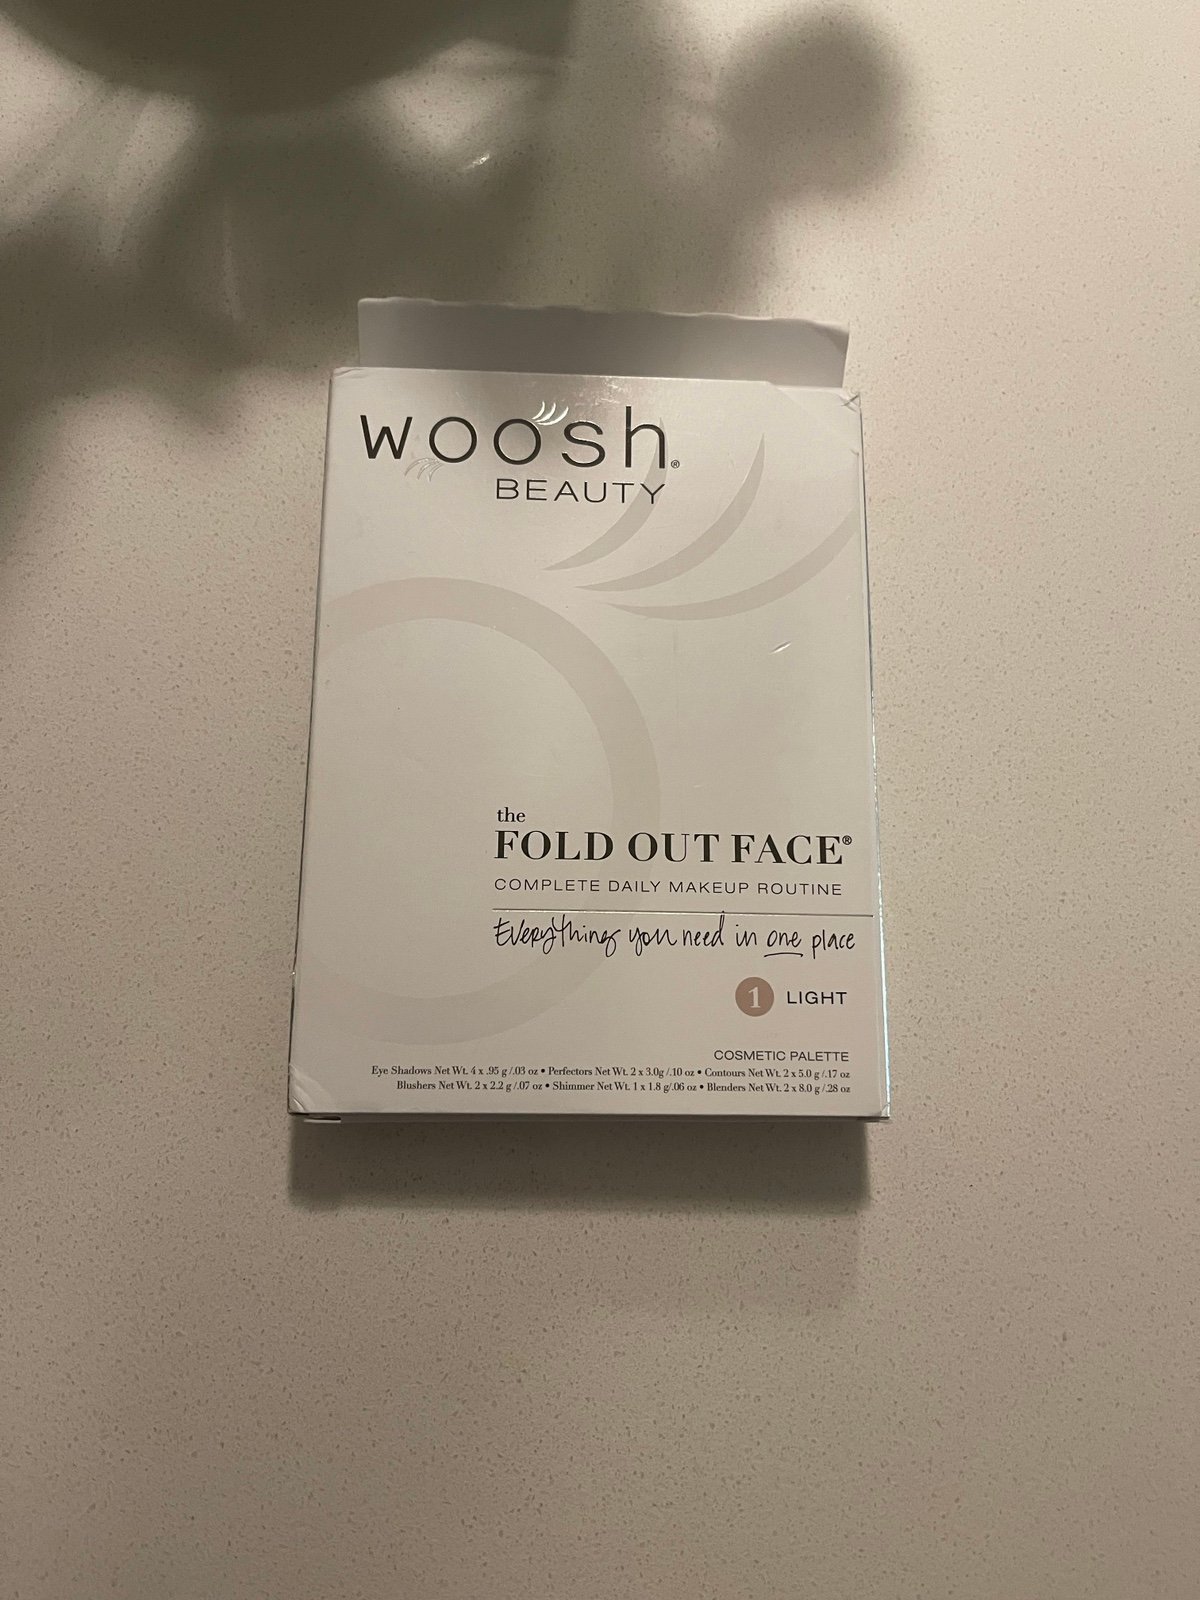 woosh®
BEAUTY
the
FOLD OUT FACE®
COMPLETE DAILY MAKEUP ROUTINE
Everything you need in one place
1 LIGHT
COSMETIC PALETTE
Eye Shadows Net Wt. 4 x .95 g /.03 oz • Perfectors Net Wt. 2 x 3.0g /.10 oz • Contours Net Wt. 2 x 5.0 g /.17 oz
Blushers Net Wt. 2 x 2.2 g /.07 oz • Shimmer Net Wt. 1 x 1.8 g/.06 oz • Blenders Net Wt. 2 x 8.0 g /.28 oz